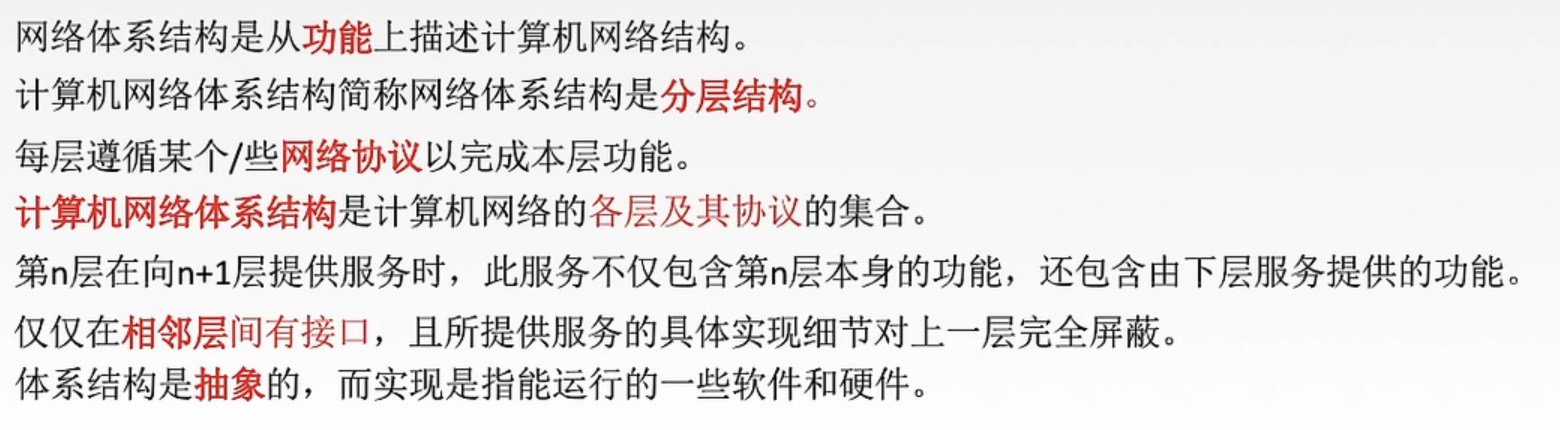 网络体系结构是从功能上描述计算机网络结构。
计算机网络体系结构简称网络体系结构是分层结构。
每层遵循某个/些网络协议以完成本层功能。
计算机网络体系结构是计算机网络的各层及其协议的集合。
第n层在向n+1层提供服务时，此服务不仅包含第n层本身的功能，还包含由下层服务提供的功能。
仅仅在相邻层间有接口，且所提供服务的具体实现细节对上一层完全屏蔽。
体系结构是抽象的，而实现是指能运行的一些软件和硬件。